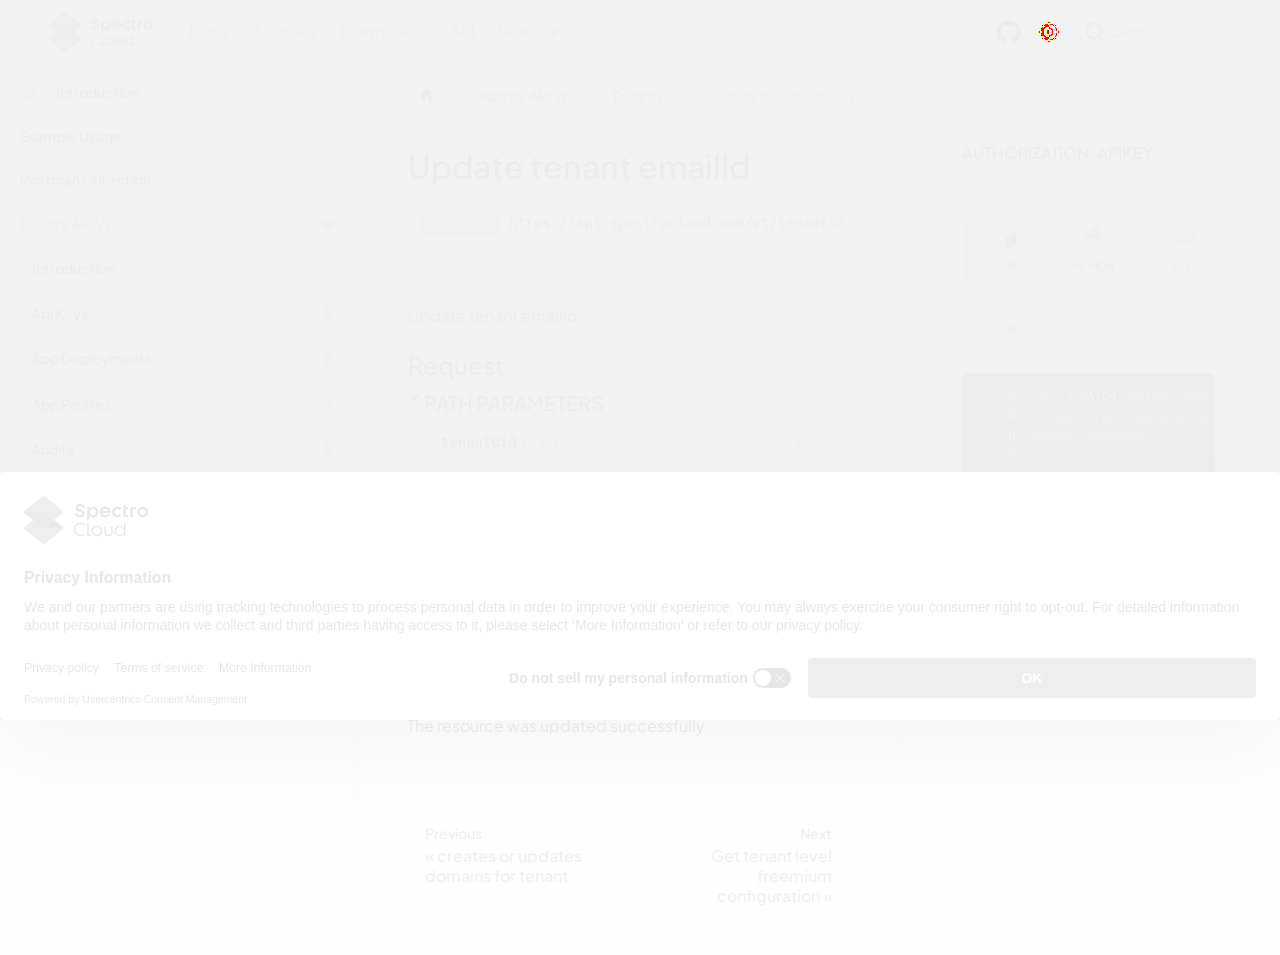 Spectro
Cloud
Docs Tutorials Downloads API latest
Search
Introduction
Palette API V1
Tenants
Update tenant emailId
Example Usage
Postman Collection
Palette API V1
Introduction
Api Keys
App Deployments
App Profiles
Audits
Update tenant emailId
https://api.spectrocloud.com/v1/tenants/
Update tenant emailId
Request
PATH PARAMETERS
tenantUid string REQUIRED
AUTHORIZATION: APIKEY
CURL PYTHON GO
CURL
Spectro
Cloud
Privacy Information
We and our partners are using tracking technologies to process personal data in order to improve your experience. You may always exercise your consumer right to opt-out. For detailed information
about personal information we collect and third parties having access to it, please select ‘More Information’ or refer to our privacy policy.
Privacy policy Terms of service More Information
Powered by Usercentrics Consent Management
Do not sell my personal information
OK
The resource was updated successfully
Previous
« creates or updates
domains for tenant
Next
Get tenant level
freemium
configuration »